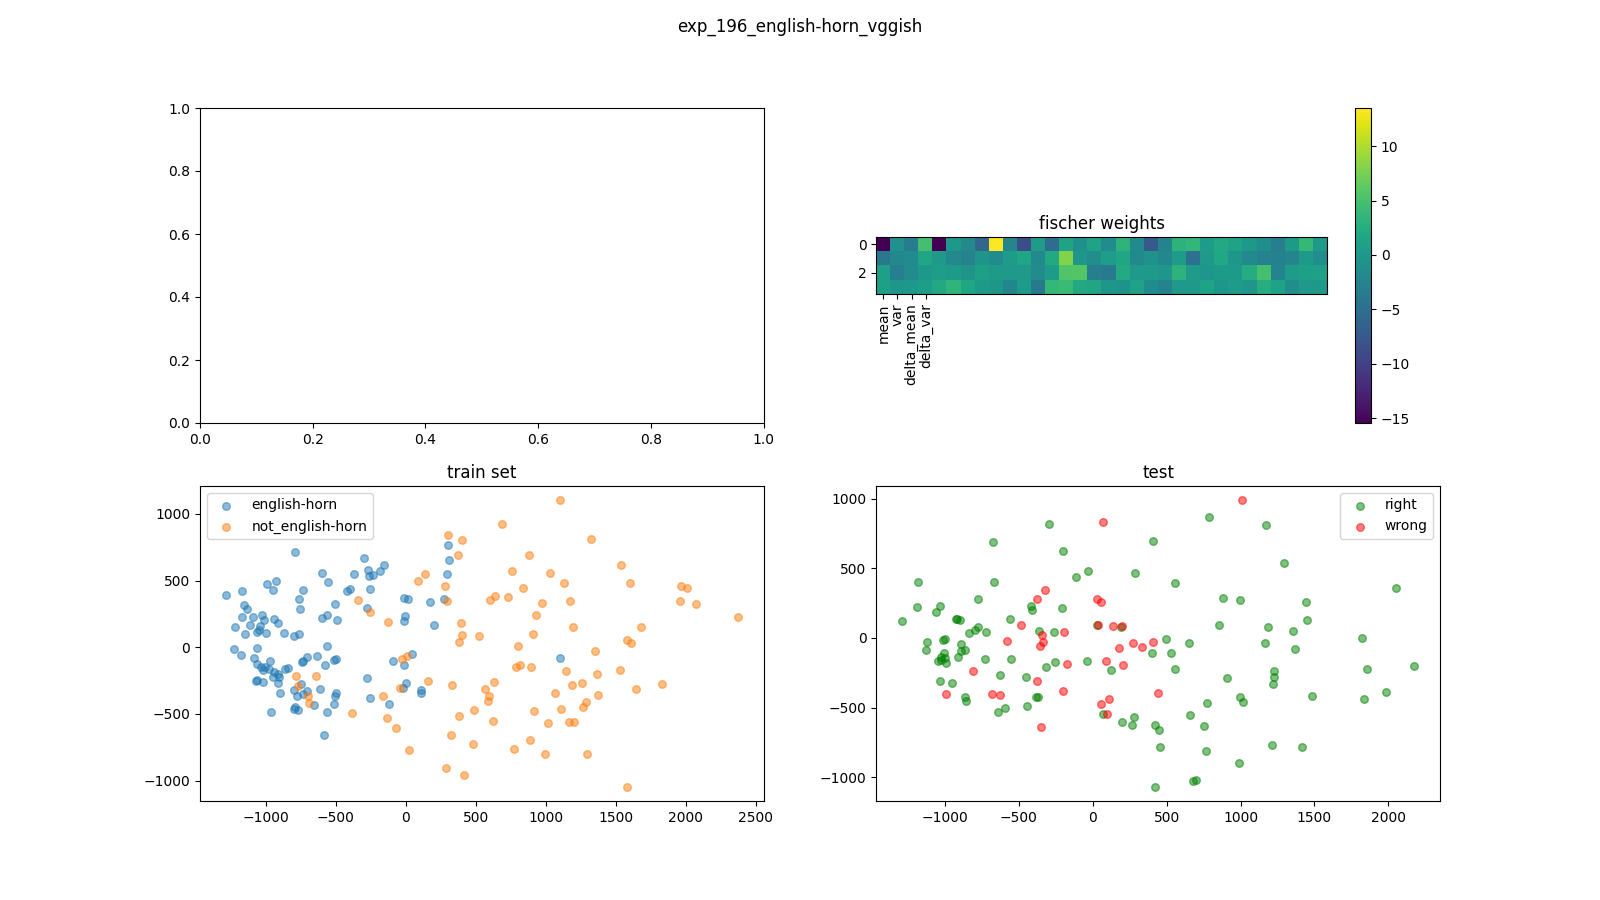 exp_196_english-horn_vggish
1.0
0.8
0.6
0.4
0.2
0.0
0.0 0.2 0.4 0.6 0.8 1.0
fischer weights
0
2
mean
var
delta_mean
delta_var
10
5
0
−5
−10
−15
train set
english-horn
not_english-horn
1000
500
0
−500
−1000
−1000 −500 0 500 1000 1500 2000 2500
test
right
wrong
1000
500
0
−500
−1000
−1000 −500 0 500 1000 1500 2000